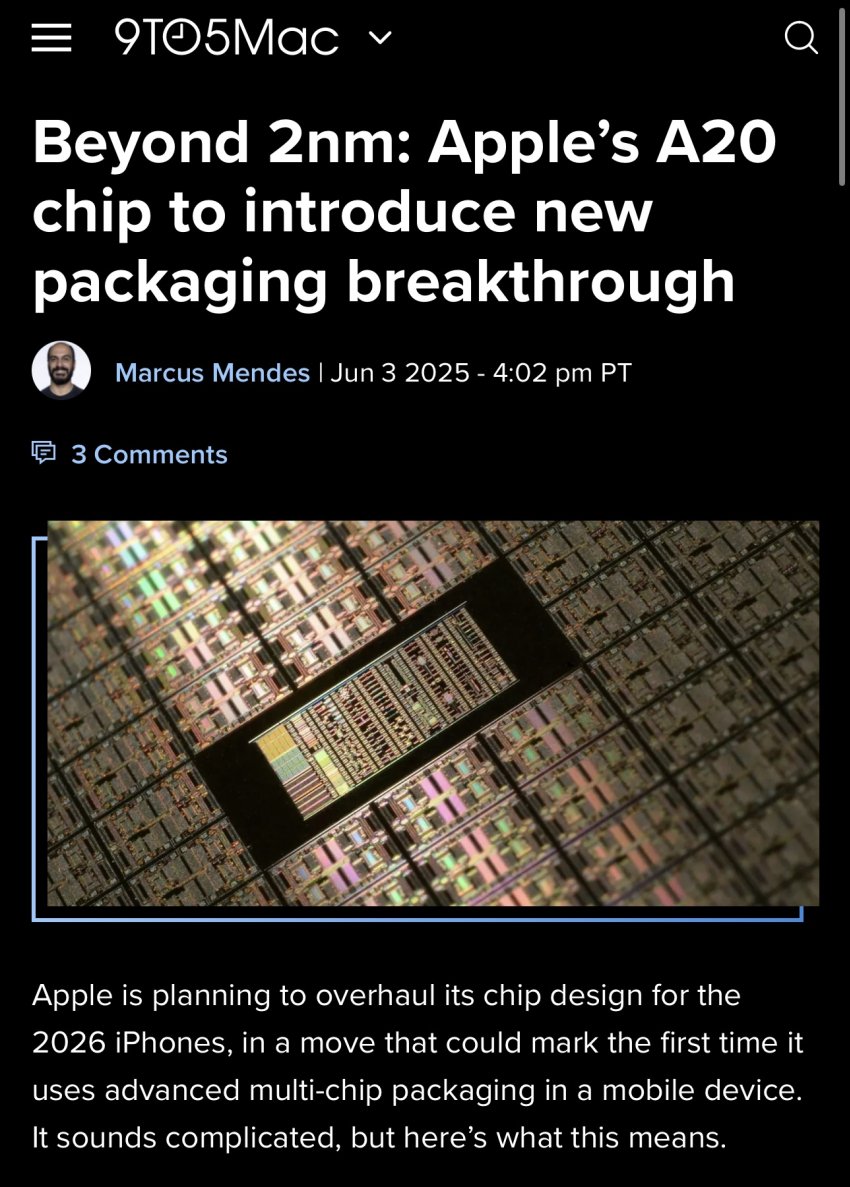 9TO5Mac
Beyond 2nm: Apple’s A20
chip to introduce new
packaging breakthrough
Marcus Mendes | Jun 3 2025 - 4:02 pm PT
3 Comments
Apple is planning to overhaul its chip design for the
2026 iPhones, in a move that could mark the first time it
uses advanced multi-chip packaging in a mobile device.
It sounds complicated, but here’s what this means.